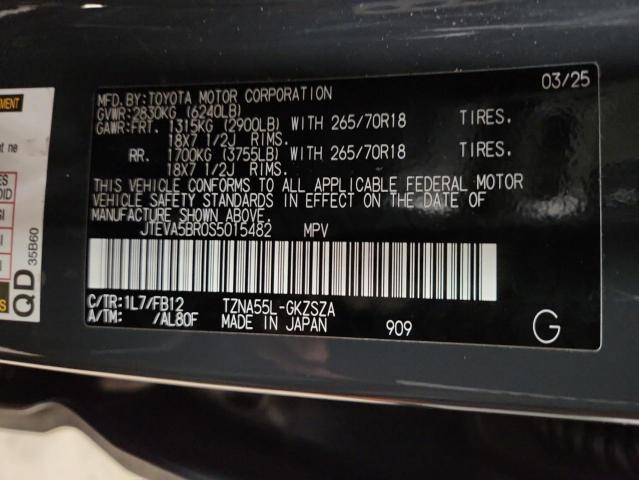 MFD. BY: TOYOTA MOTOR CORPORATION 03/25
GVWR: 2830KG (6240LB)
GAWR: FRT. 1315KG (2900LB) WITH 265/70R18 TIRES.
18X7 1/2J RIMS.
RR. 1700KG (3755LB) WITH 265/70R18 TIRES.
18X7 1/2J RIMS.
THIS VEHICLE CONFORMS TO ALL APPLICABLE FEDERAL MOTOR
VEHICLE SAFETY STANDARDS IN EFFECT ON THE DATE OF
MANUFACTURE SHOWN ABOVE.
JTEVA5BR0S5015482 MPV
C/TR: 1L7/FB12 TZNA55L-GKZSZA
A/TM: /AL80F MADE IN JAPAN 909 G
QD
35B60